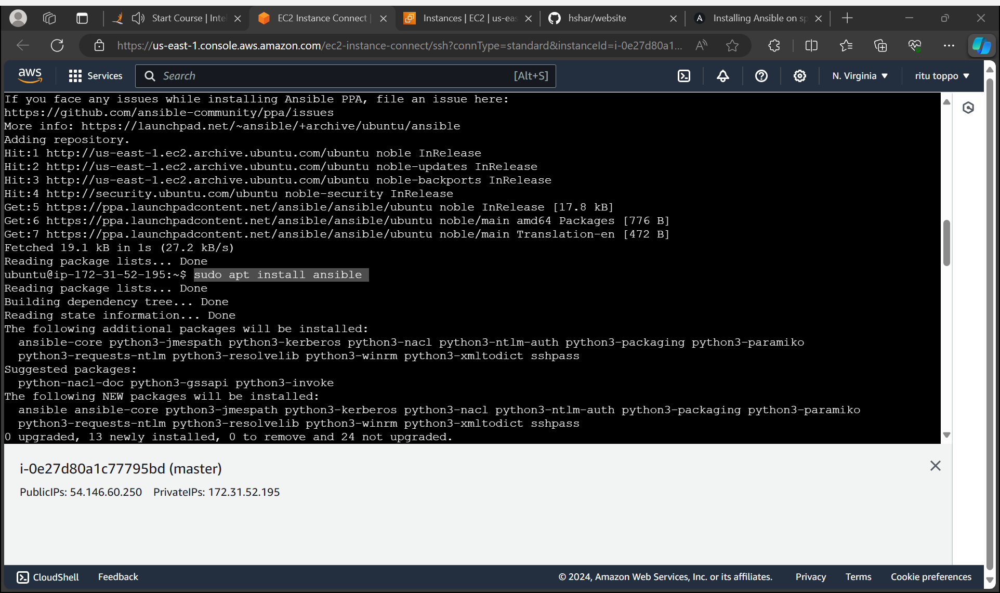 Start Course | Inte
EC2 Instance Connect |
Instances | EC2 | us-eas
hshar/website
Installing Ansible on sp
https://us-east-1.console.aws.amazon.com/ec2-instance-connect/ssh?connType=standard&instanceId=i-0e27d80a1...
aws
Services
Search
[Alt+S]
N. Virginia
ritu toppo
If you face any issues while installing Ansible PPA, file an issue here:
https://github.com/ansible-community/ppa/issues
More info: https://launchpad.net/~ansible/+archive/ubuntu/ansible
Adding repository.
Hit:1 http://us-east-1.ec2.archive.ubuntu.com/ubuntu noble InRelease
Hit:2 http://us-east-1.ec2.archive.ubuntu.com/ubuntu noble-updates InRelease
Hit:3 http://us-east-1.ec2.archive.ubuntu.com/ubuntu noble-backports InRelease
Hit:4 http://security.ubuntu.com/ubuntu noble-security InRelease
Get:5 https://ppa.launchpadcontent.net/ansible/ansible/ubuntu noble InRelease [17.8 kB]
Get:6 https://ppa.launchpadcontent.net/ansible/ansible/ubuntu noble/main amd64 Packages [776 B]
Get:7 https://ppa.launchpadcontent.net/ansible/ansible/ubuntu noble/main Translation-en [472 B]
Fetched 19.1 kB in 1s (27.2 kB/s)
Reading package lists... Done
ubuntu@ip-172-31-52-195:~$ sudo apt install ansible
Reading package lists... Done
Building dependency tree... Done
Reading state information... Done
The following additional packages will be installed:
  ansible-core python3-jmespath python3-kerberos python3-nacl python3-ntlm-auth python3-packaging python3-paramiko
  python3-requests-ntlm python3-resolvelib python3-winrm python3-xmltodict sshpass
Suggested packages:
  python-nacl-doc python3-gssapi python3-invoke
The following NEW packages will be installed:
  ansible ansible-core python3-jmespath python3-kerberos python3-nacl python3-ntlm-auth python3-packaging python3-paramiko
  python3-requests-ntlm python3-resolvelib python3-winrm python3-xmltodict sshpass
0 upgraded, 13 newly installed, 0 to remove and 24 not upgraded.
i-0e27d80a1c77795bd (master)
PublicIPs: 54.146.60.250 PrivateIPs: 172.31.52.195
CloudShell
Feedback
© 2024, Amazon Web Services, Inc. or its affiliates.
Privacy
Terms
Cookie preferences